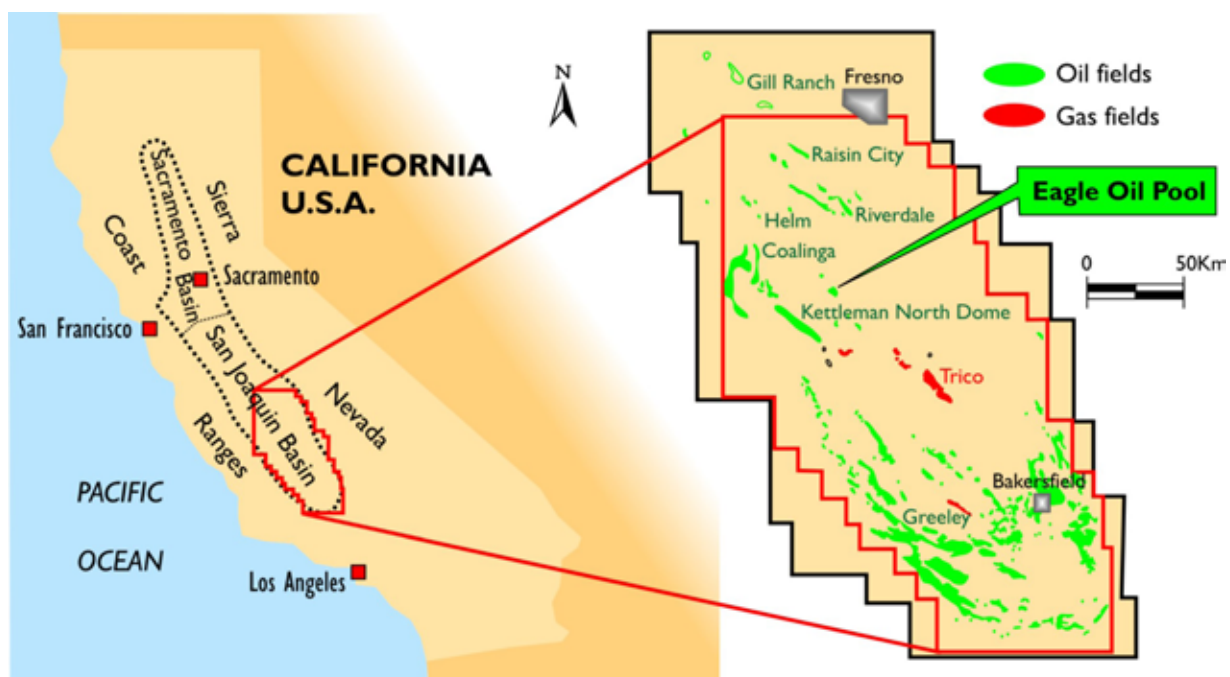 CALIFORNIA
U.S.A.
Sacramento
Basin
Sierra
Nevada
Coast
Ranges
Sacramento
San Francisco
San Joaquin Basin
PACIFIC
OCEAN
Los Angeles
N
Gill Ranch
Fresno
Oil fields
Gas fields
Raisin City
Eagle Oil Pool
Riverdale
Helm
Coalinga
0 50Km
Kettleman North Dome
Trico
Bakersfield
Greeley